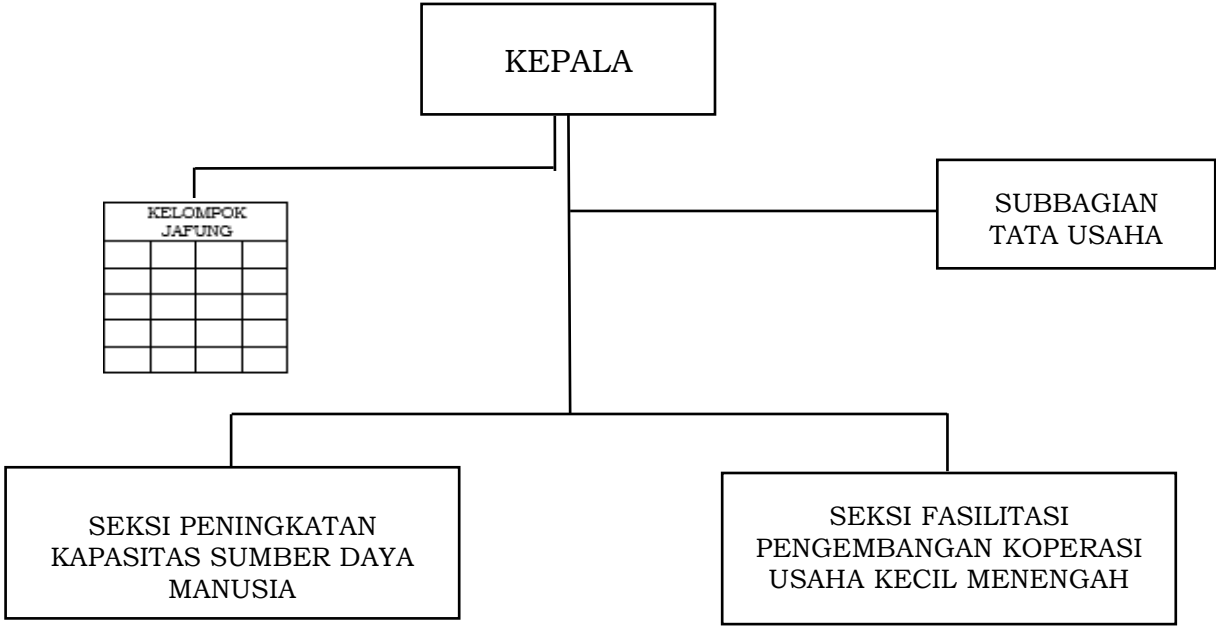 KEPALA
SUBBAGIAN
TATA USAHA
KELOMPOK
JAFUNG
SEKSI PENINGKATAN
KAPASITAS SUMBER DAYA
MANUSIA
SEKSI FASILITASI
PENGEMBANGAN KOPERASI
USAHA KECIL MENENGAH